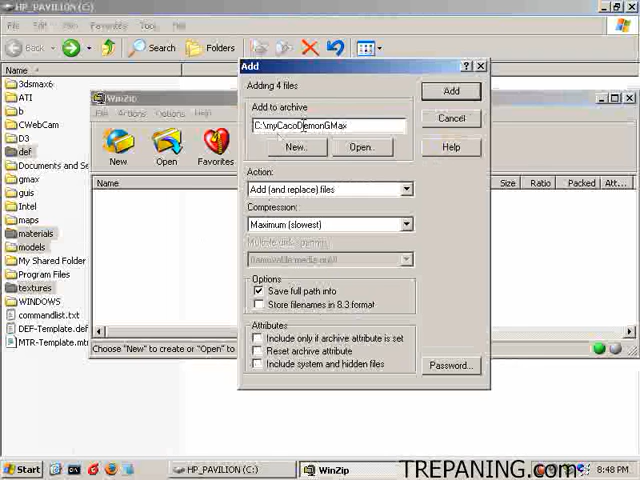 HP_PAVILION (C:)
File Edit View Favorites Tools Help
Back Search Folders
Name
3dsmax6
ATI
b
CWebCam
D3
def
Documents and Se
gmax
guis
Intel
maps
materials
models
My Shared Folder
Program Files
textures
WINDOWS
commandlist.txt
DEF-Template.def
MTR-Template.mtr
WinZip
File Actions Options Help
New Open Favorites
Name Size Ratio Packed Att...
Choose "New" to create or "Open" to
Add
Adding 4 files
Add to archive
C:\myCacoDemonGMax
New.. Open..
Add
Cancel
Help
Action:
Add (and replace) files
Compression:
Maximum (slowest)
(removable media only)
Options
Save full path info
Store filenames in 8.3 format
Attributes
Include only if archive attribute is set
Reset archive attribute
Include system and hidden files
Password...
Start HP_PAVILION (C:) WinZip 8:48 PM
TREPANING.com